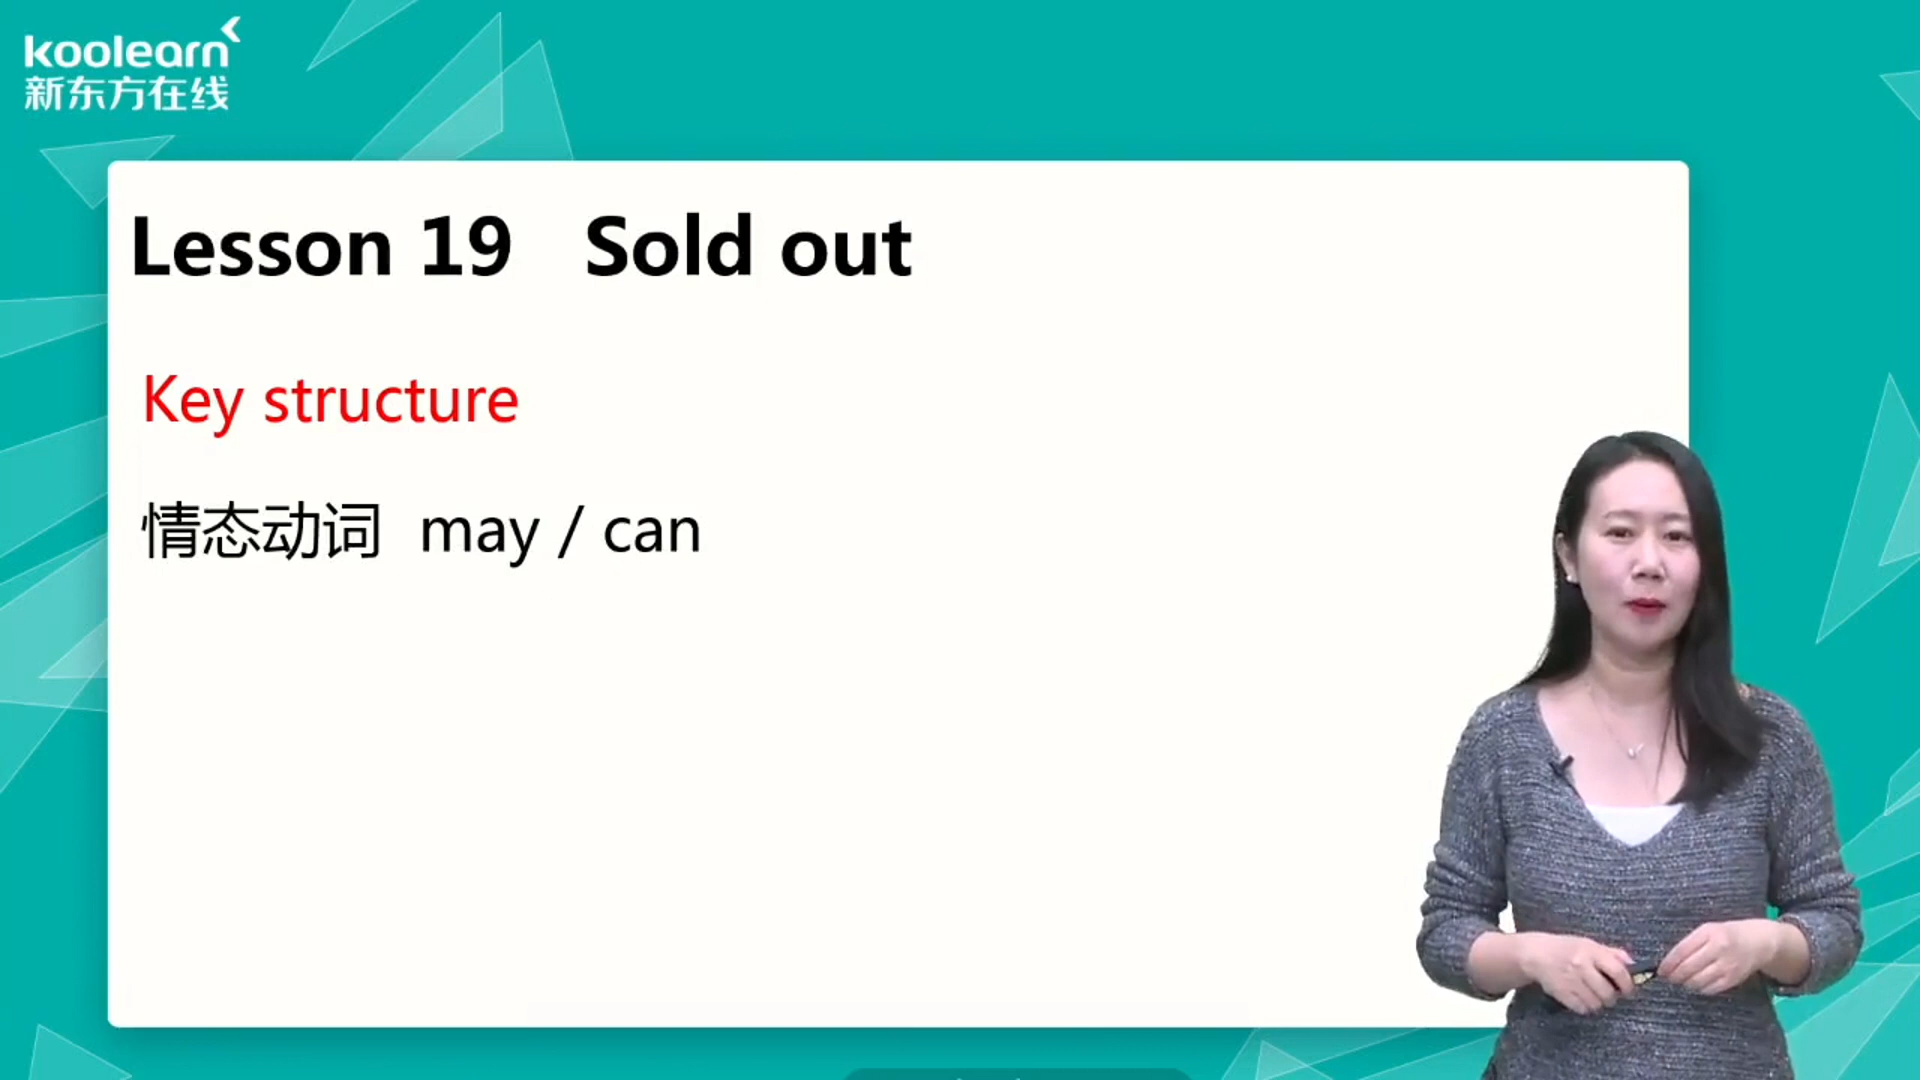 koolearn
新东方在线
Lesson 19 Sold out
Key structure
情态动词 may / can